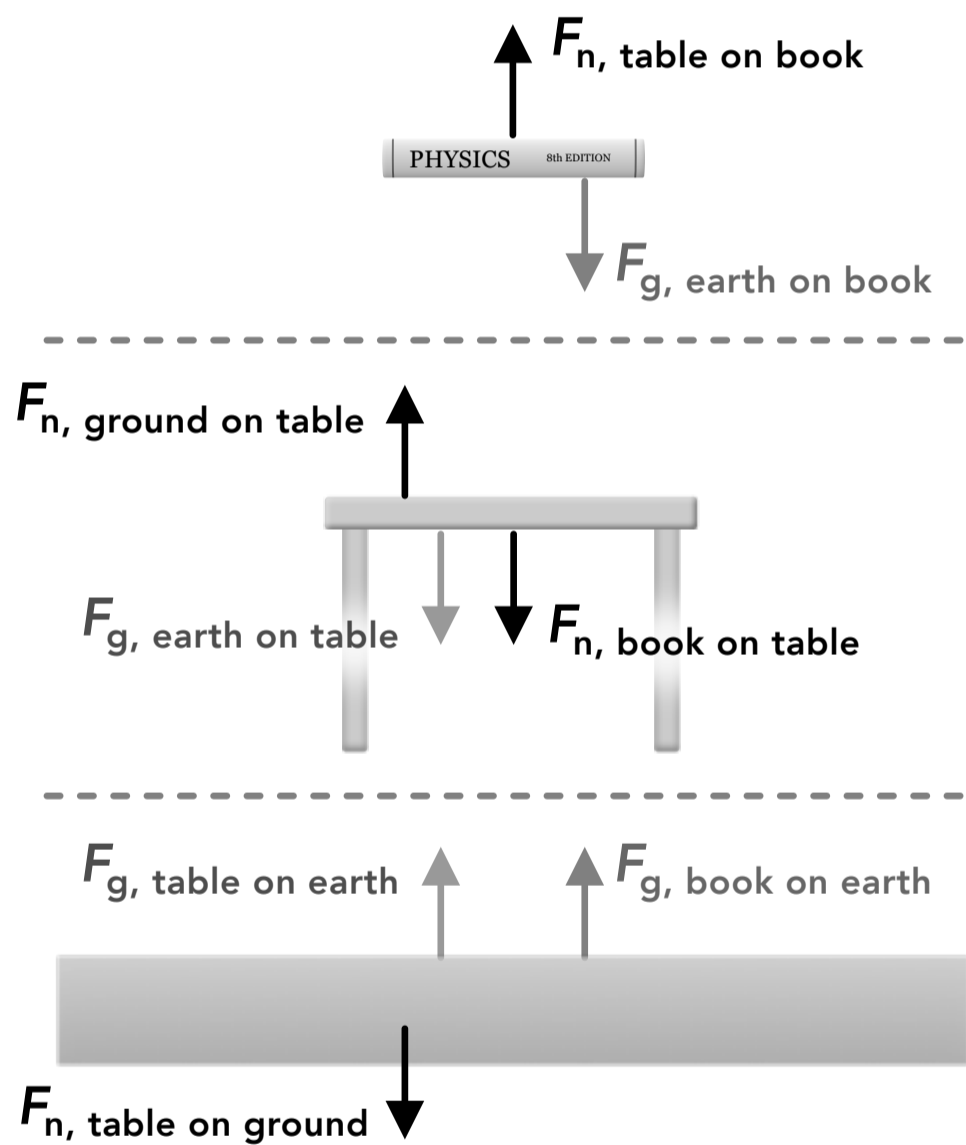 Fn, table on book
PHYSICS 8th EDITION
Fg, earth on book
Fn, ground on table
Fg, earth on table
Fn, book on table
Fg, table on earth
Fg, book on earth
Fn, table on ground